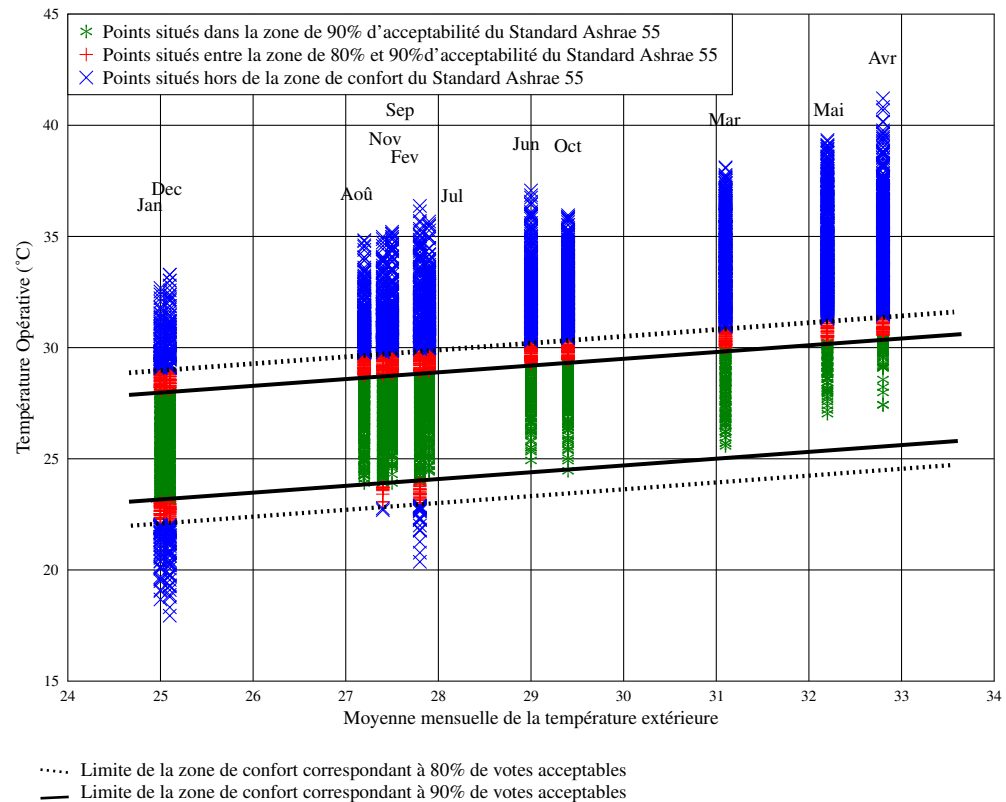 Points situés dans la zone de 90% d'acceptabilité du Standard Ashrae 55
Points situés entre la zone de 80% et 90%d'acceptabilité du Standard Ashrae 55
Points situés hors de la zone de confort du Standard Ashrae 55
45
40
35
30
25
20
15
Température Opérative (˚C)
Jan
Dec
Aoû
Nov
Sep
Fev
Jul
Jun
Oct
Mar
Mai
Avr
24 25 26 27 28 29 30 31 32 33 34
Moyenne mensuelle de la température extérieure
Limite de la zone de confort correspondant à 80% de votes acceptables
Limite de la zone de confort correspondant à 90% de votes acceptables